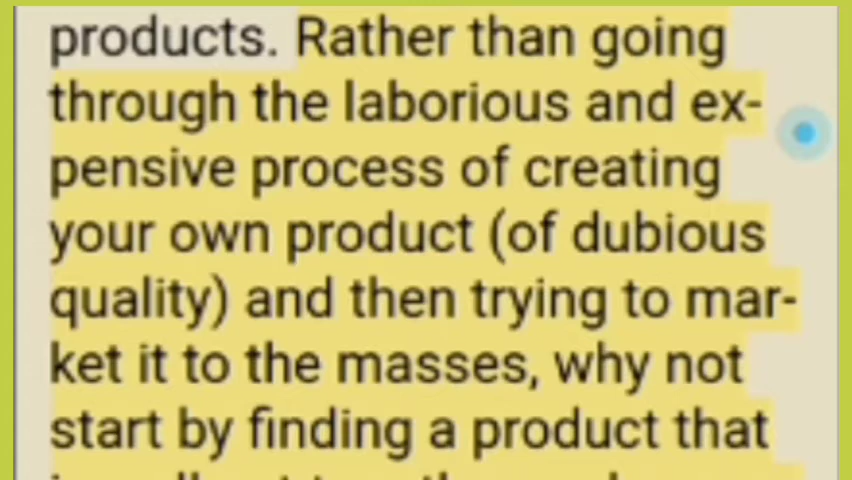 products. Rather than going
through the laborious and ex-
pensive process of creating
your own product (of dubious
quality) and then trying to mar-
ket it to the masses, why not
start by finding a product that